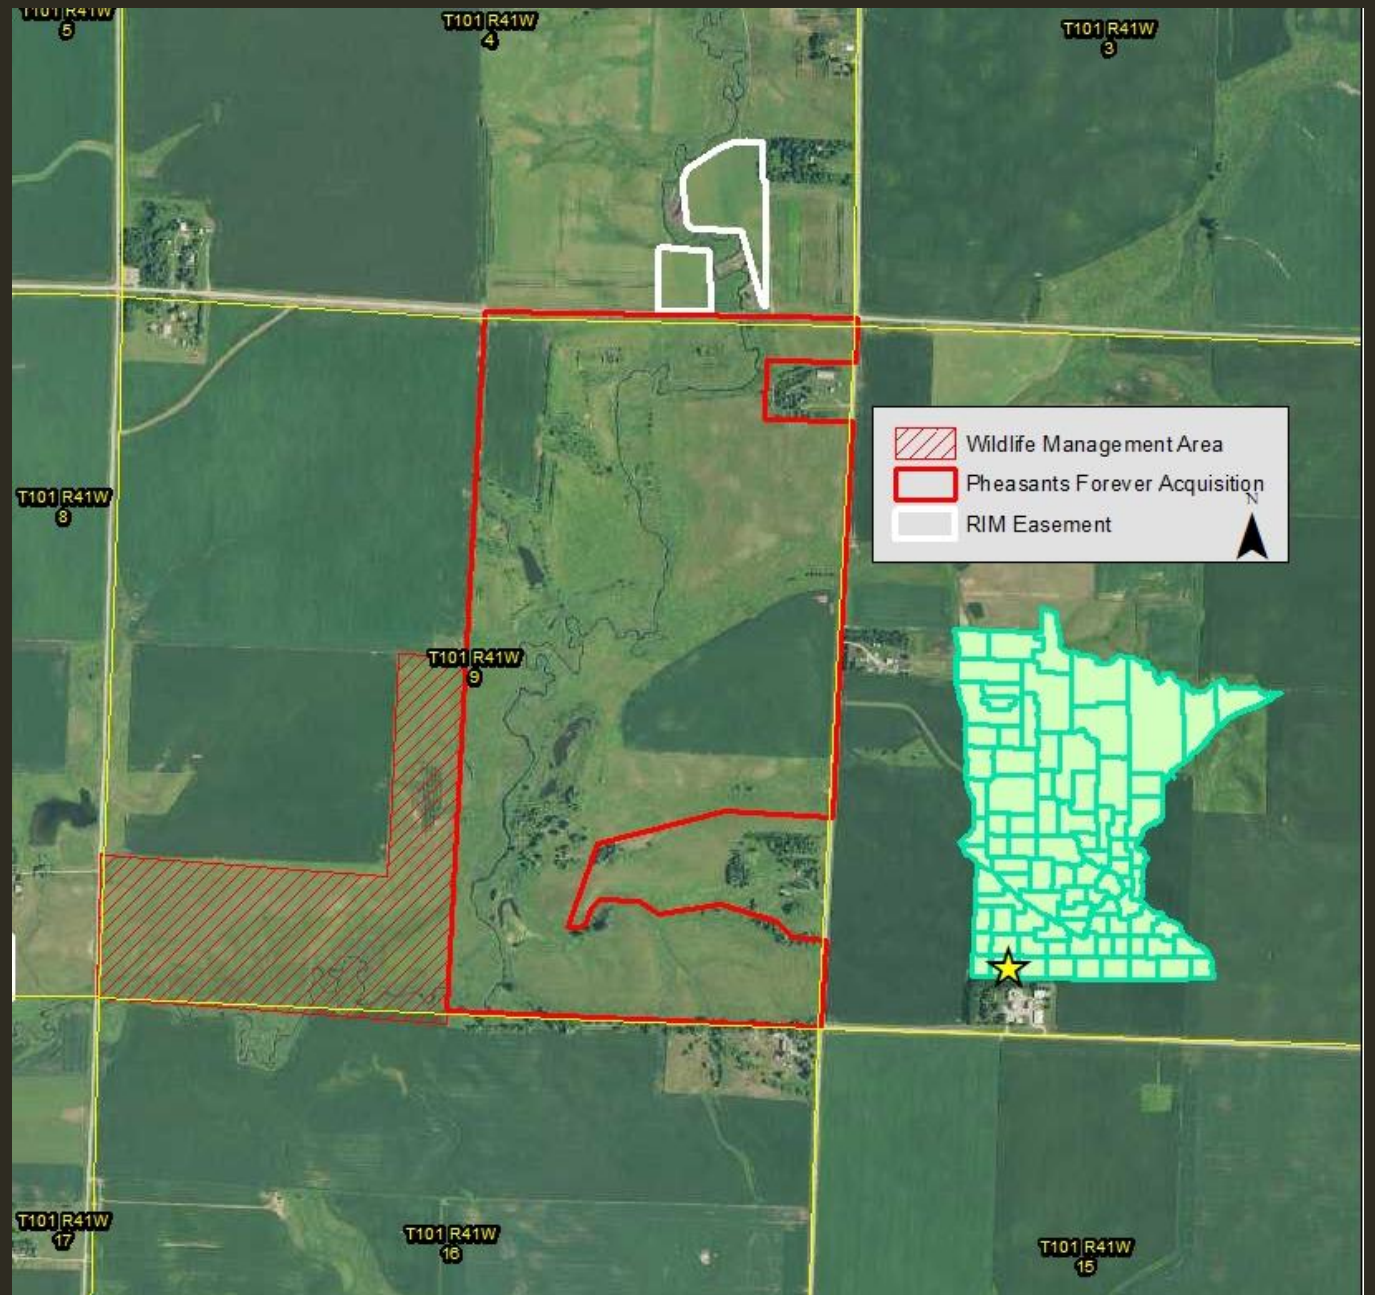 T101 R41W
5
T101 R41W
4
T101 R41W
3
T101 R41W
8
Wildlife Management Area
Pheasants Forever Acquisition
RIM Easement
N
T101 R41W
9
T101 R41W
17
T101 R41W
16
T101 R41W
15